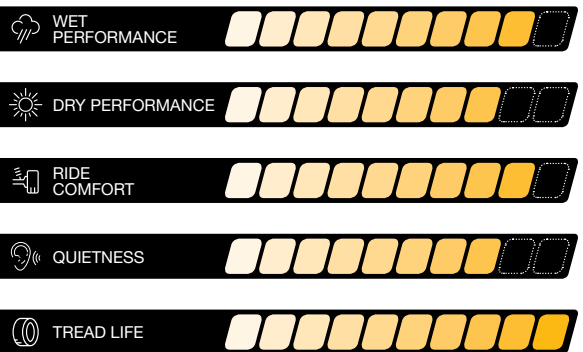 WET
PERFORMANCE
DRY PERFORMANCE
RIDE
COMFORT
QUIETNESS
TREAD LIFE